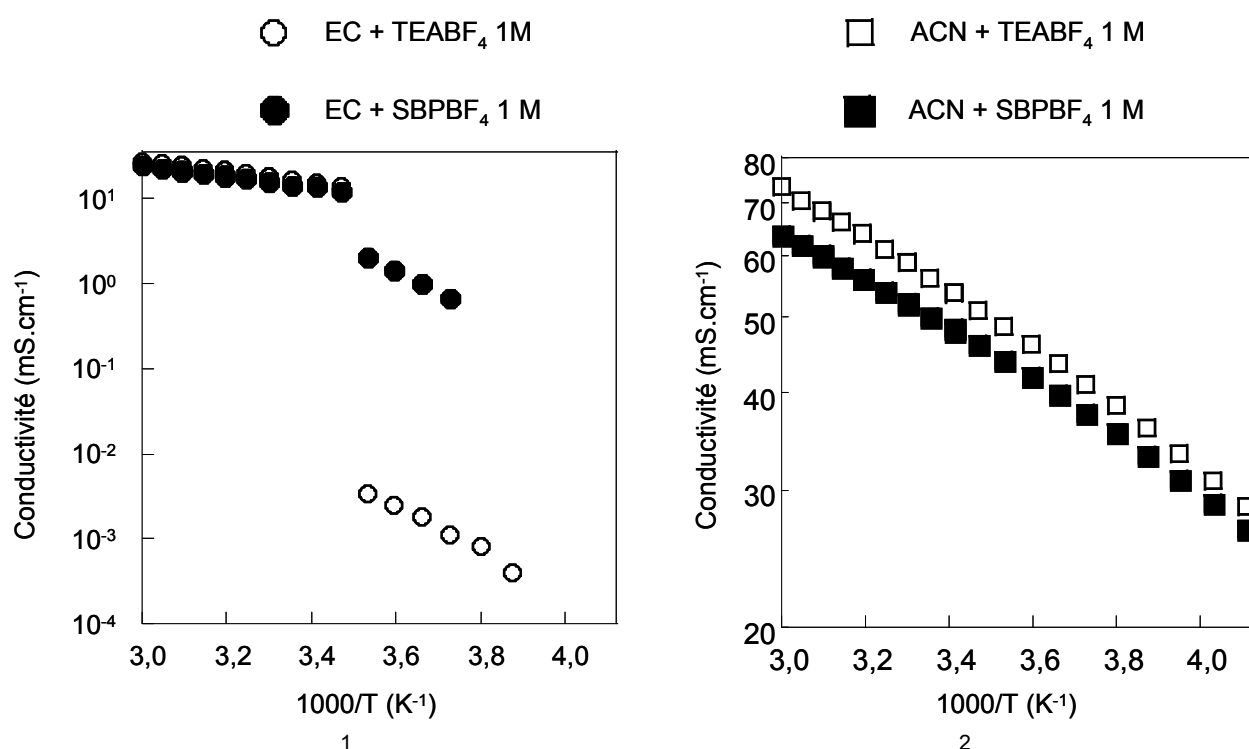 EC + TEABF₄ 1M
EC + SBPBF₄ 1 M
ACN + TEABF₄ 1 M
ACN + SBPBF₄ 1 M
Conductivité (mS.cm⁻¹)
10¹
10⁰
10⁻¹
10⁻²
10⁻³
10⁻⁴
3,0 3,2 3,4 3,6 3,8 4,0
1000/T (K⁻¹)
1
Conductivité (mS.cm⁻¹)
80
70
60
50
40
30
20
3,0 3,2 3,4 3,6 3,8 4,0
1000/T (K⁻¹)
2